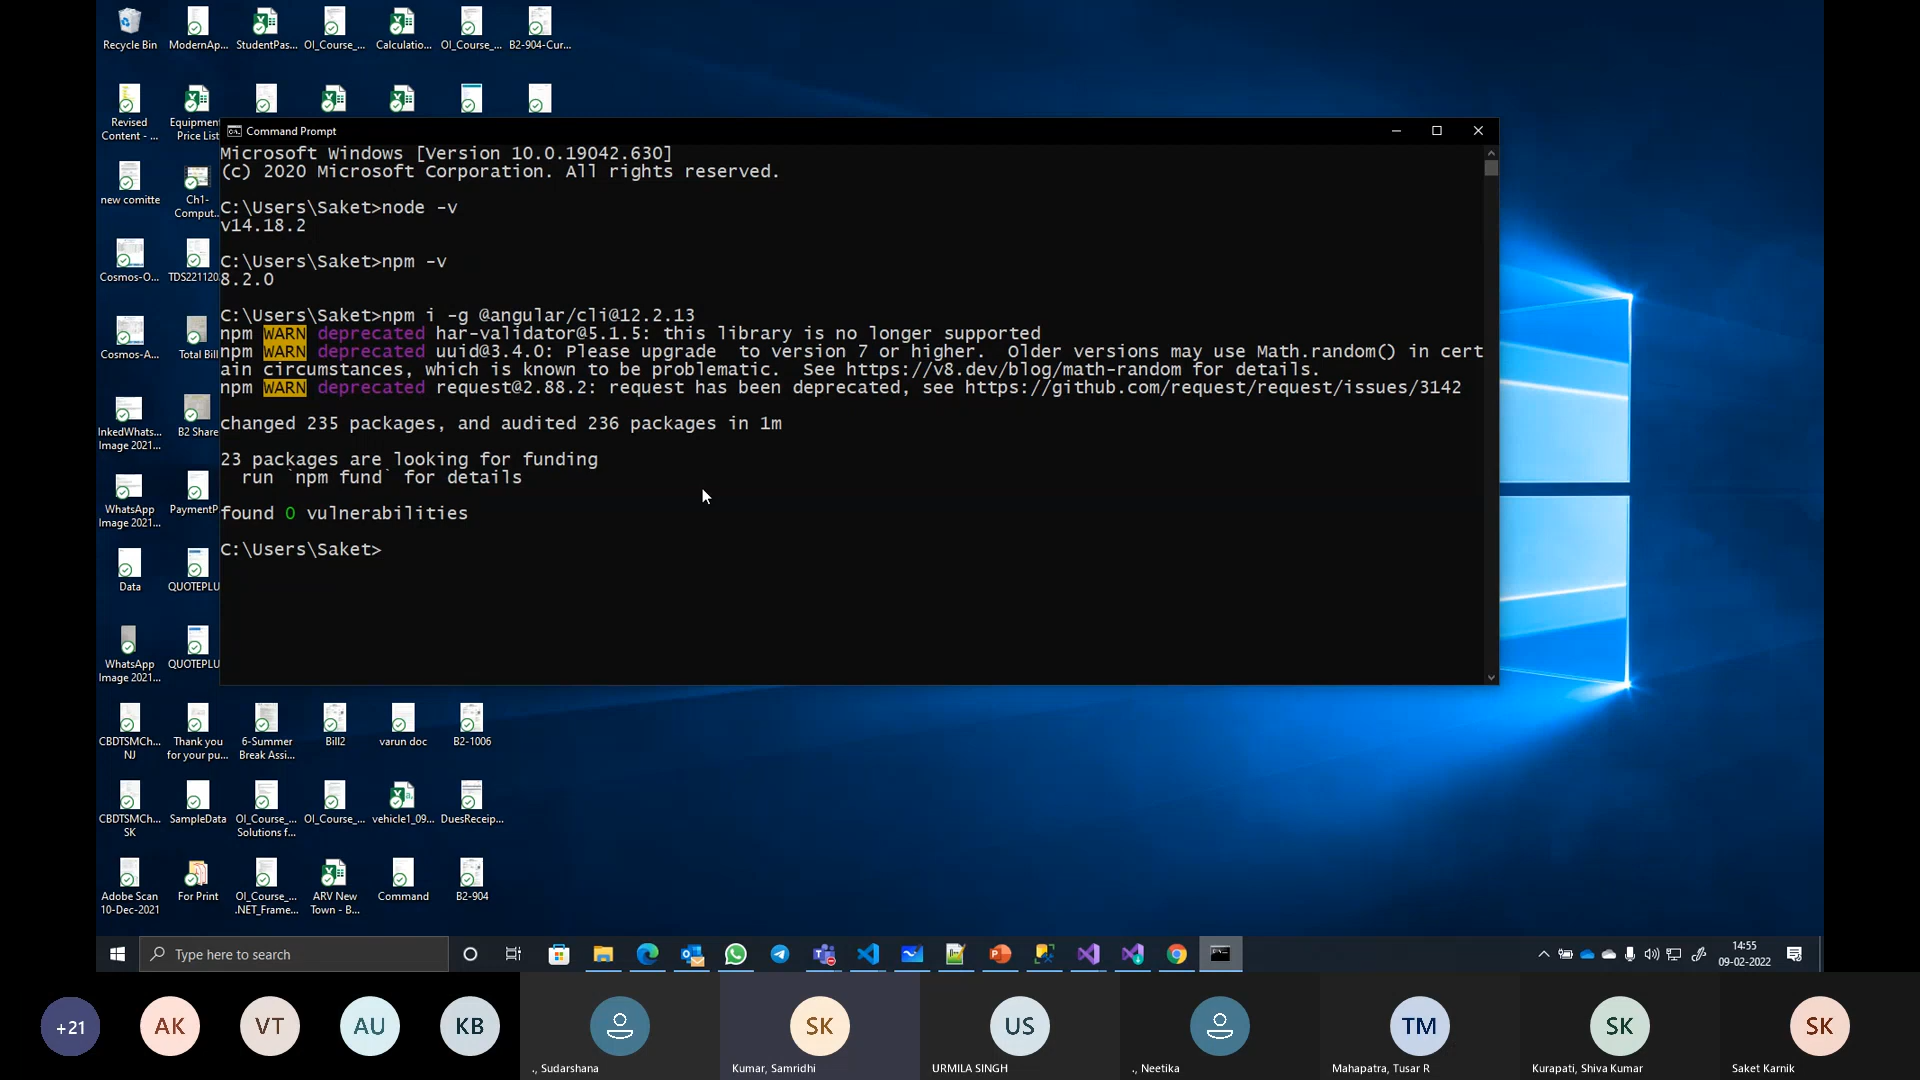 Recycle Bin
ModernAp...
StudentPas...
OI_Course_...
Calculatio...
OI_Course_...
B2-904-Cur...
Revised
Content - ...
Equipmen
Price List
Command Prompt
new comitte
Ch1-
Comput...
Cosmos-O...
TDS221120
Cosmos-A...
Total Bill
InkedWhats...
Image 2021...
B2 Share
WhatsApp
Image 2021...
PaymentP
Data
QUOTEPLU
WhatsApp
Image 2021...
QUOTEPLU
Microsoft Windows [Version 10.0.19042.630]
(c) 2020 Microsoft Corporation. All rights reserved.
C:\Users\Saket>node -v
v14.18.2
C:\Users\Saket>npm -v
8.2.0
C:\Users\Saket>npm i -g @angular/cli@12.2.13
npm WARN deprecated har-validator@5.1.5: this library is no longer supported
npm WARN deprecated uuid@3.4.0: Please upgrade  to version 7 or higher.  Older versions may use Math.random() in cert
ain circumstances, which is known to be problematic.  See https://v8.dev/blog/math-random for details.
npm WARN deprecated request@2.88.2: request has been deprecated, see https://github.com/request/request/issues/3142
changed 235 packages, and audited 236 packages in 1m
23 packages are looking for funding
run `npm fund` for details
found 0 vulnerabilities
C:\Users\Saket>
CBDTSMCh...
NJ
Thank you
for your pu...
6-Summer
Break Assi...
Bill2
varun doc
B2-1006
CBDTSMCh...
SK
SampleData
OI_Course_...
Solutions f...
OI_Course_...
vehicle1_09...
DuesReceip...
Adobe Scan
10-Dec-2021
For Print
OI_Course_...
.NET_Frame...
ARV New
Town - B...
Command
B2-904
Type here to search
14:55
09-02-2022
+21
AK
VT
AU
KB
., Sudarshana
SK
Kumar, Samridhi
US
URMILA SINGH
., Neetika
TM
Mahapatra, Tusar R
SK
Kurapati, Shiva Kumar
SK
Saket Karnik